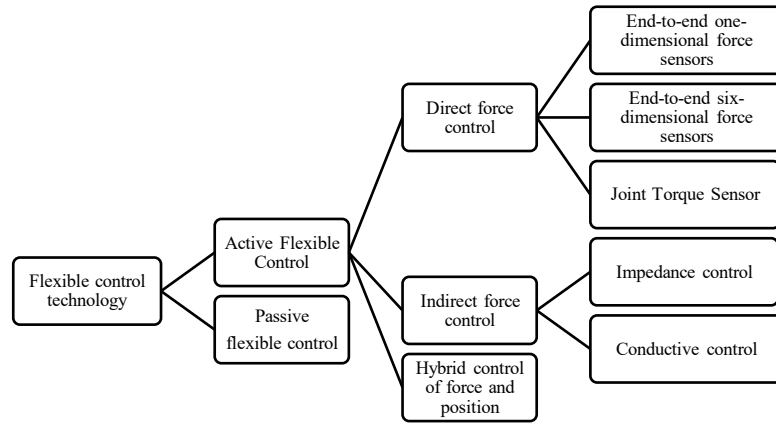 Flexible control
technology
Active Flexible
Control
Passive
flexible control
Direct force
control
Indirect force
control
Hybrid control
of force and
position
End-to-end one-
dimensional force
sensors
End-to-end six-
dimensional force
sensors
Joint Torque Sensor
Impedance control
Conductive control